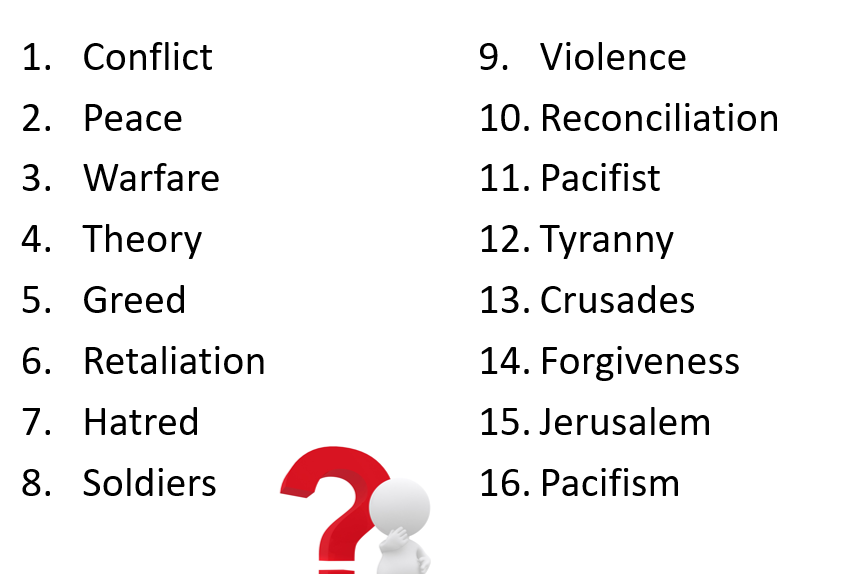 1. Conflict
2. Peace
3. Warfare
4. Theory
5. Greed
6. Retaliation
7. Hatred
8. Soldiers
9. Violence
10. Reconciliation
11. Pacifist
12. Tyranny
13. Crusades
14. Forgiveness
15. Jerusalem
16. Pacifism